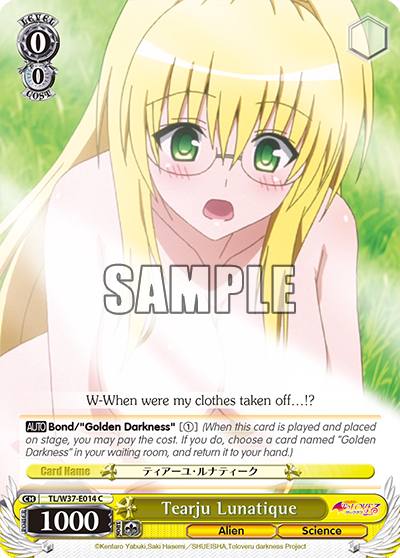 LEVEL
0
0
COST
SAMPLE
W-When were my clothes taken off…!?
AUTO Bond/"Golden Darkness" [①] (When this card is played and placed
on stage, you may pay the cost. If you do, choose a card named "Golden
Darkness" in your waiting room, and return it to your hand.)
Card Name
ティアーユ・ルナティーク
CH TL/W37-E014 C
Tearju Lunatique
POWER
1000
SOUL
Alien
Science
©Kentaro Yabuki,Saki Hasemi／SHUEISHA,Toloveru darkness Project